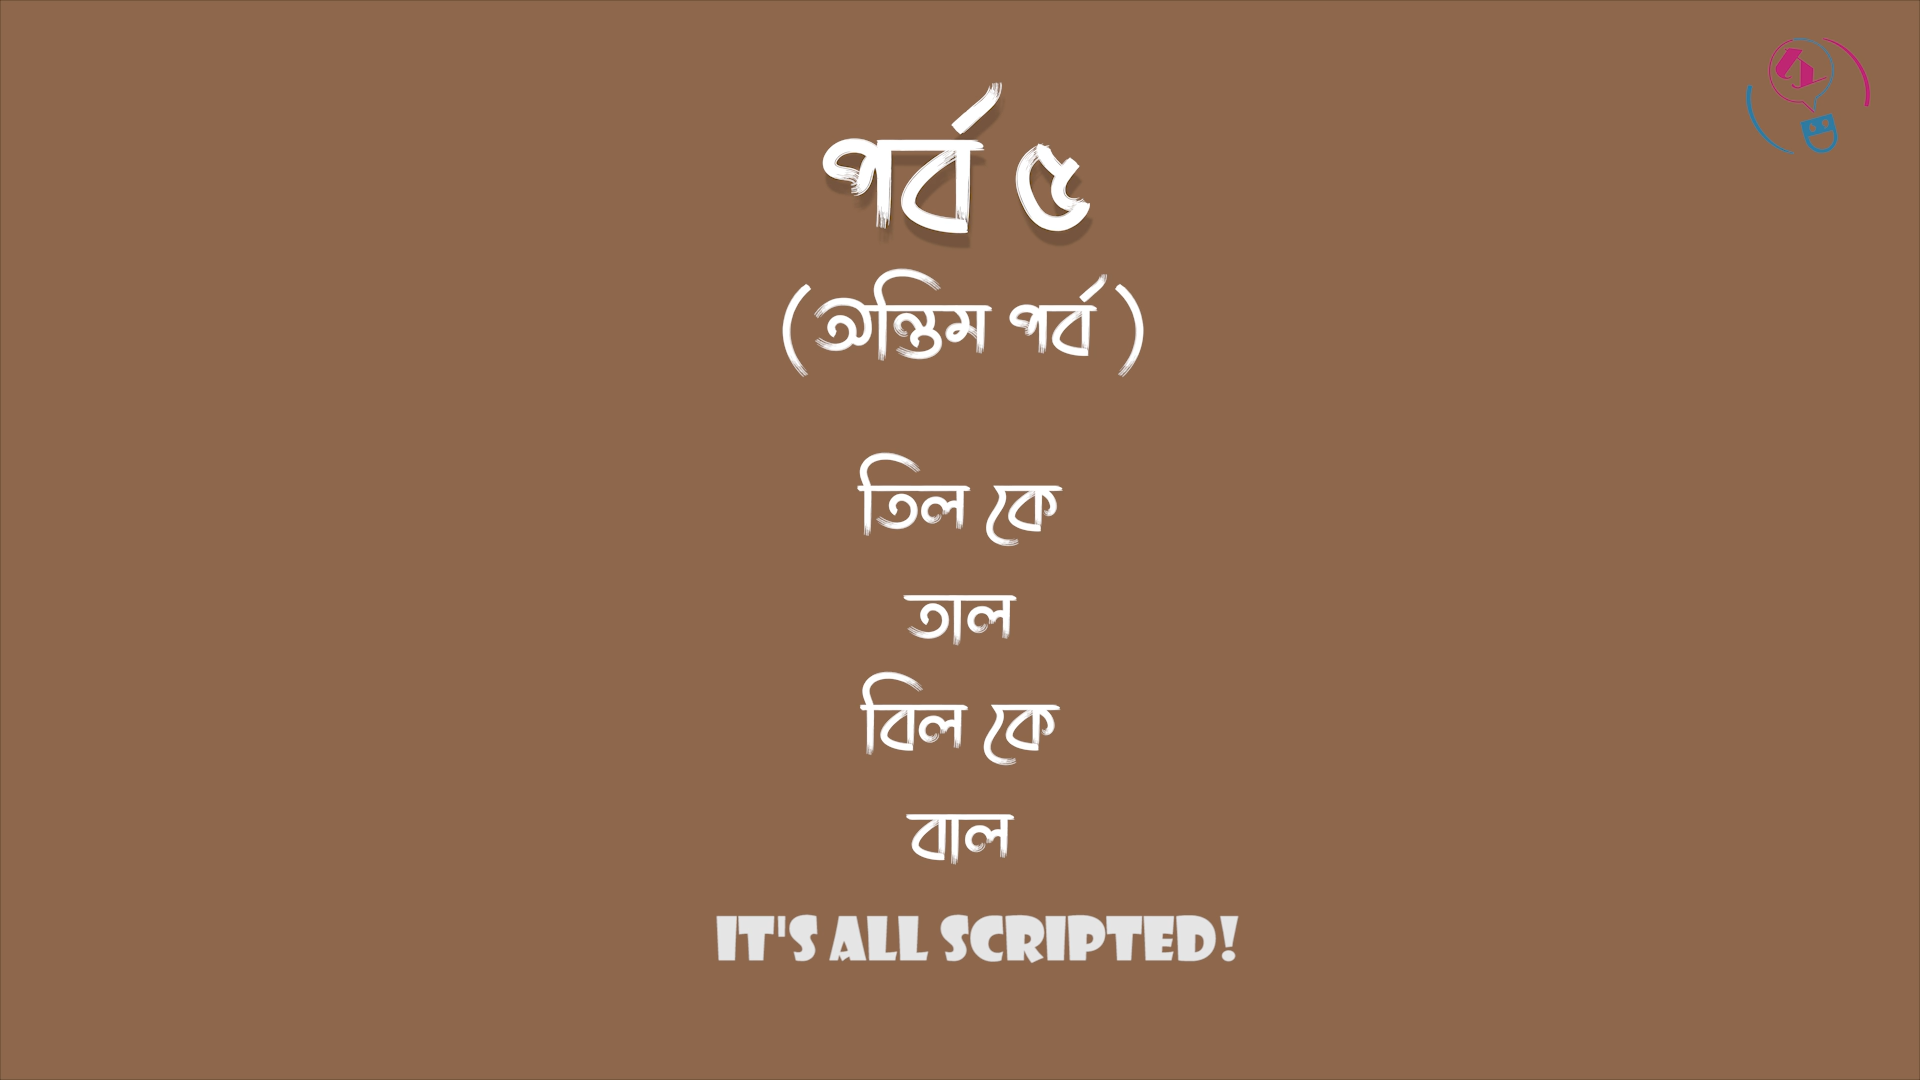 পর্ব ৫
(অন্তিম পর্ব )
তিল কে
তাল
বিল কে
বাল
IT'S ALL SCRIPTED!